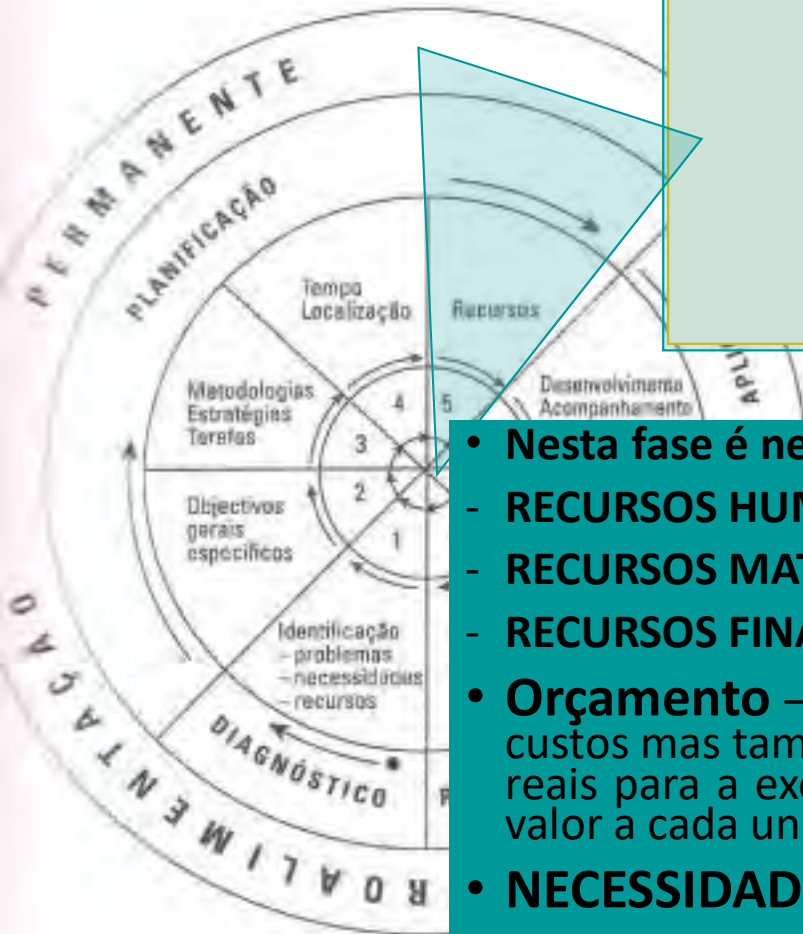 PERMANENTE
PLANIFICAÇÃO
Tempo
Localização
Recursos
Metodologias
Estratégias
Tarefas
4
5
Desenvolvimento
Acompanhamento
APLI
3
2
1
Objectivos
gerais
específicos
Identificação
– problemas
– necessidades
– recursos
DIAGNÓSTICO
ROALIMENTAÇÃO
• Nesta fase é ne
- RECURSOS HUM
- RECURSOS MAT
- RECURSOS FINA
• Orçamento –
custos mas tam
reais para a exe
valor a cada un
• NECESSIDAD